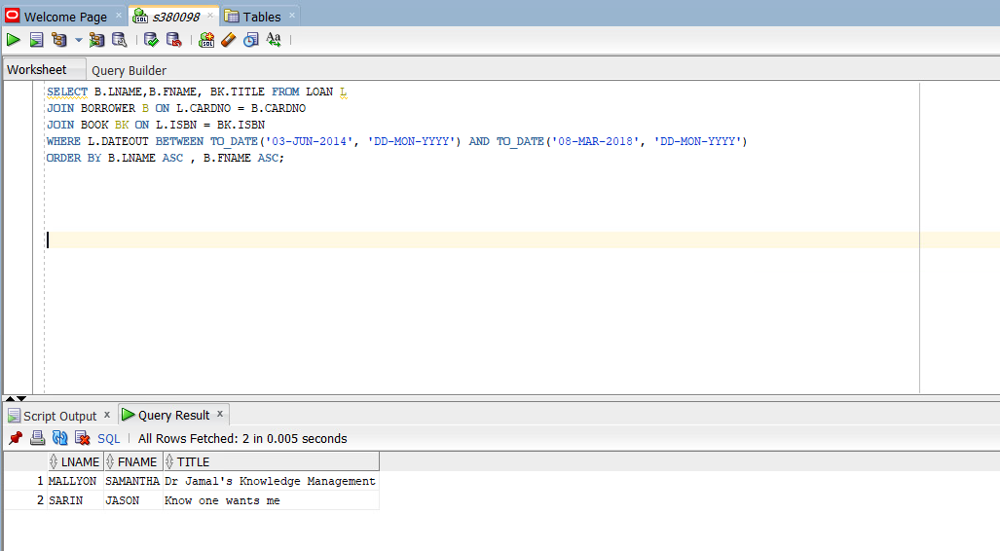 Welcome Page × SQL s380098 × Tables ×
SQL Aa
Worksheet Query Builder
SELECT B.LNAME,B.FNAME, BK.TITLE FROM LOAN L
JOIN BORROWER B ON L.CARDNO = B.CARDNO
JOIN BOOK BK ON L.ISBN = BK.ISBN
WHERE L.DATEOUT BETWEEN TO_DATE('03-JUN-2014', 'DD-MON-YYYY') AND TO_DATE('08-MAR-2018', 'DD-MON-YYYY')
ORDER BY B.LNAME ASC , B.FNAME ASC;
Script Output x Query Result x
SQL | All Rows Fetched: 2 in 0.005 seconds
LNAME FNAME TITLE
1 MALLYON SAMANTHA Dr Jamal's Knowledge Management
2 SARIN JASON Know one wants me